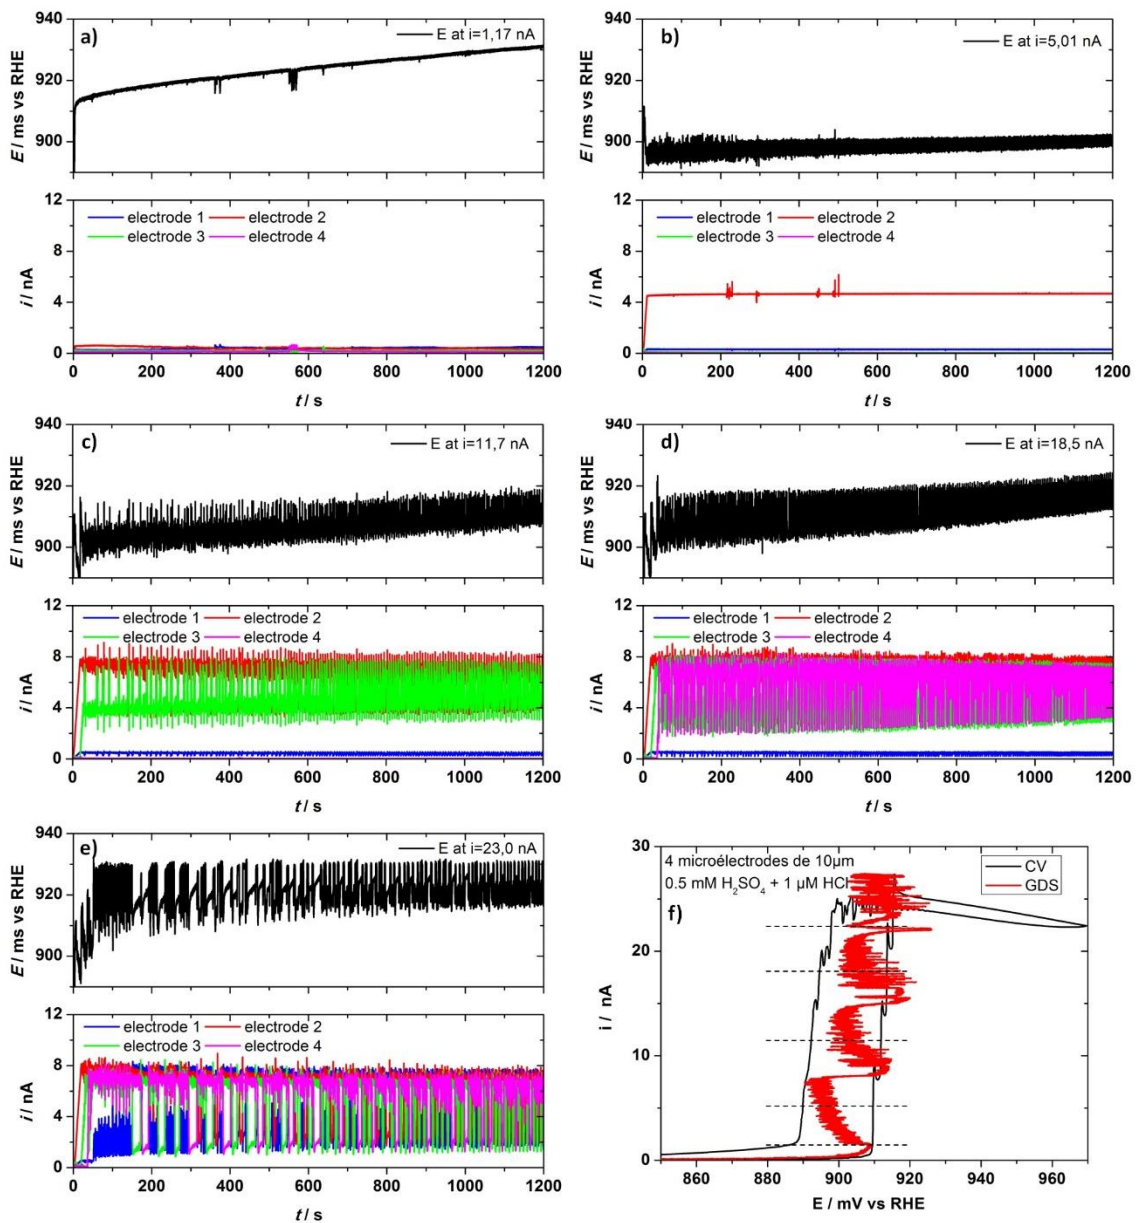 a)
E at i=1,17 nA
E / ms vs RHE
940
920
900
electrode 1 electrode 2
electrode 3 electrode 4
i / nA
12
8
4
0
0 200 400 600 800 1000 1200
t / s
b)
E at i=5,01 nA
E / ms vs RHE
940
920
900
electrode 1 electrode 2
electrode 3 electrode 4
i / nA
12
8
4
0
0 200 400 600 800 1000 1200
t / s
c)
E at i=11,7 nA
E / ms vs RHE
940
920
900
electrode 1 electrode 2
electrode 3 electrode 4
i / nA
12
8
4
0
0 200 400 600 800 1000 1200
t / s
d)
E at i=18,5 nA
E / ms vs RHE
940
920
900
electrode 1 electrode 2
electrode 3 electrode 4
i / nA
12
8
4
0
0 200 400 600 800 1000 1200
t / s
e)
E at i=23,0 nA
E / ms vs RHE
940
920
900
electrode 1 electrode 2
electrode 3 electrode 4
i / nA
12
8
4
0
0 200 400 600 800 1000 1200
t / s
4 microélectrodes de 10µm
0.5 mM H₂SO₄ + 1 µM HCl
f)
CV
GDS
i / nA
30
20
10
0
860 880 900 920 940 960
E / mV vs RHE